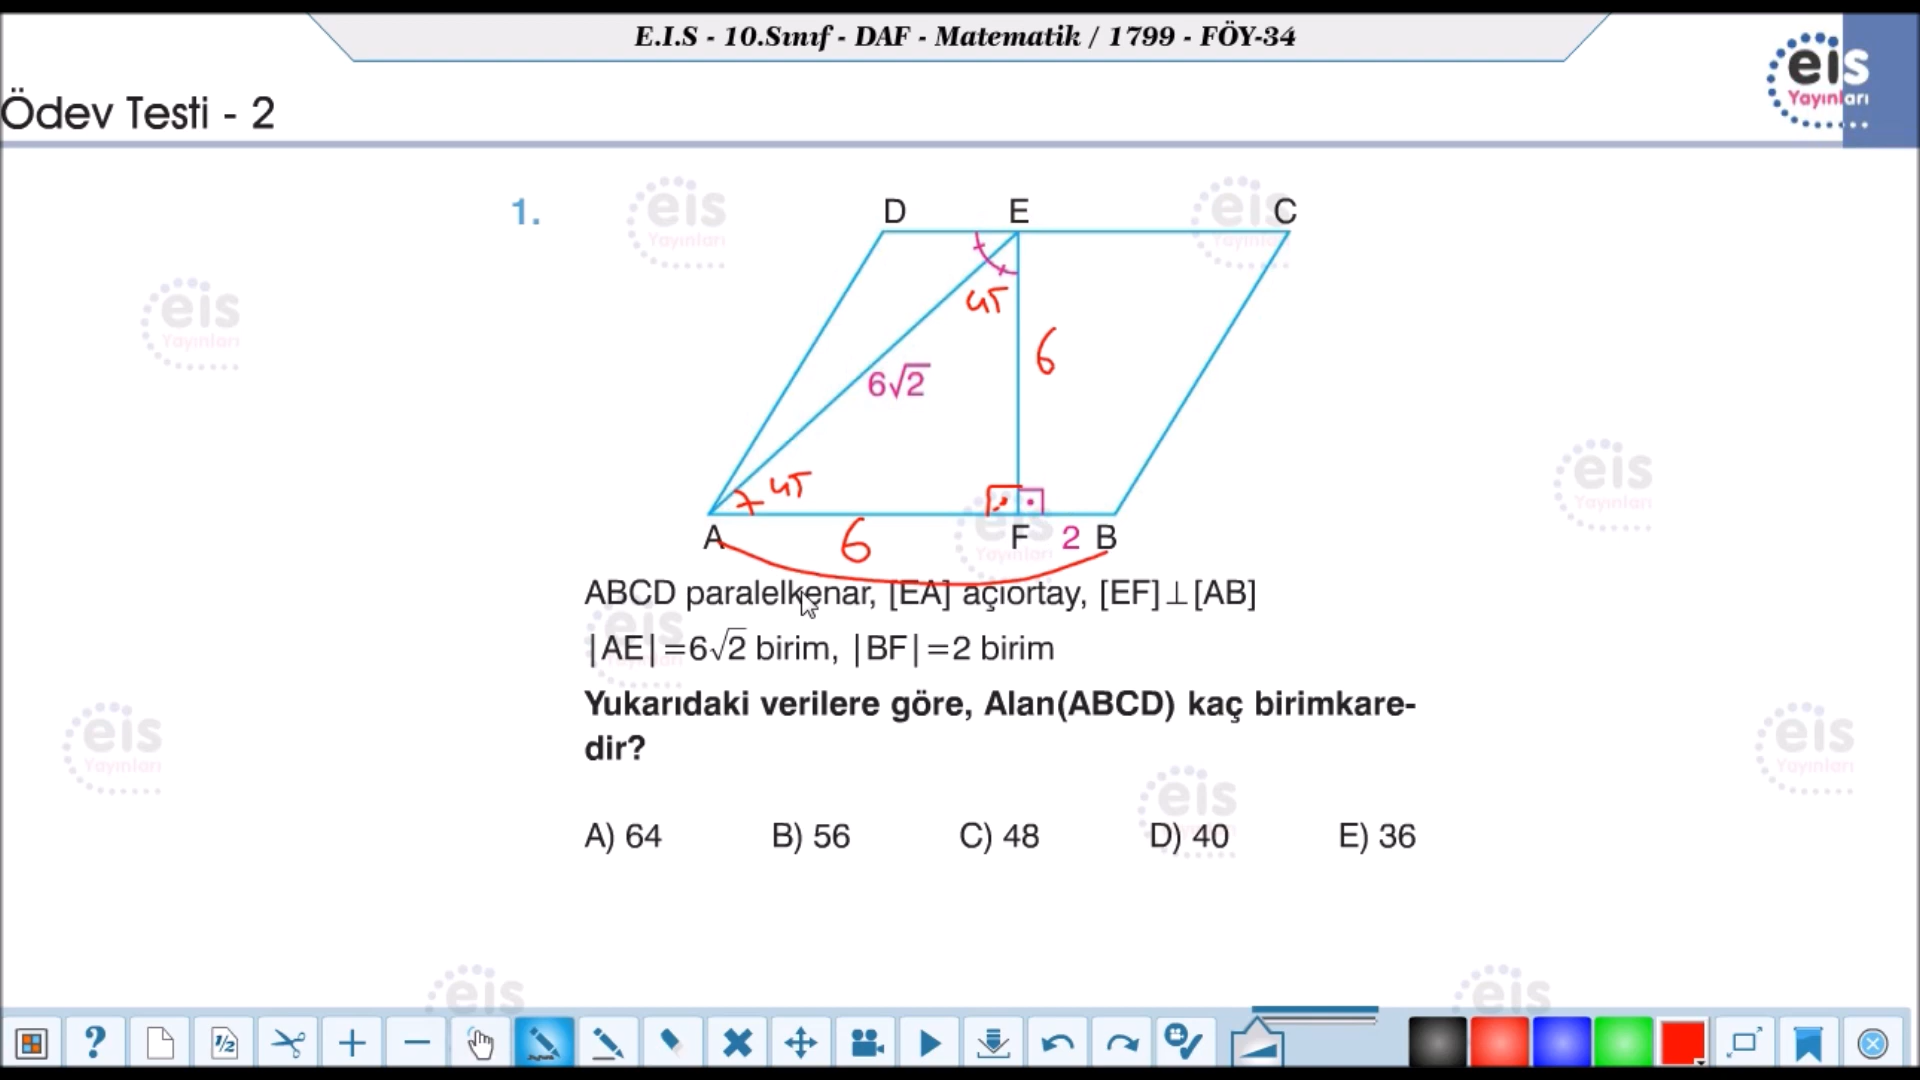 E.I.S - 10.Sınıf - DAF - Matematik / 1799 - FÖY-34
eis
Yayınları
Ödev Testi - 2
1.
D E C
45
6
6√2
45
A 6 F 2 B
ABCD paralelkenar, [EA] açıortay, [EF]⊥[AB]
|AE|=6√2 birim, |BF|=2 birim
Yukarıdaki verilere göre, Alan(ABCD) kaç birimkare-
dir?
A) 64 B) 56 C) 48 D) 40 E) 36